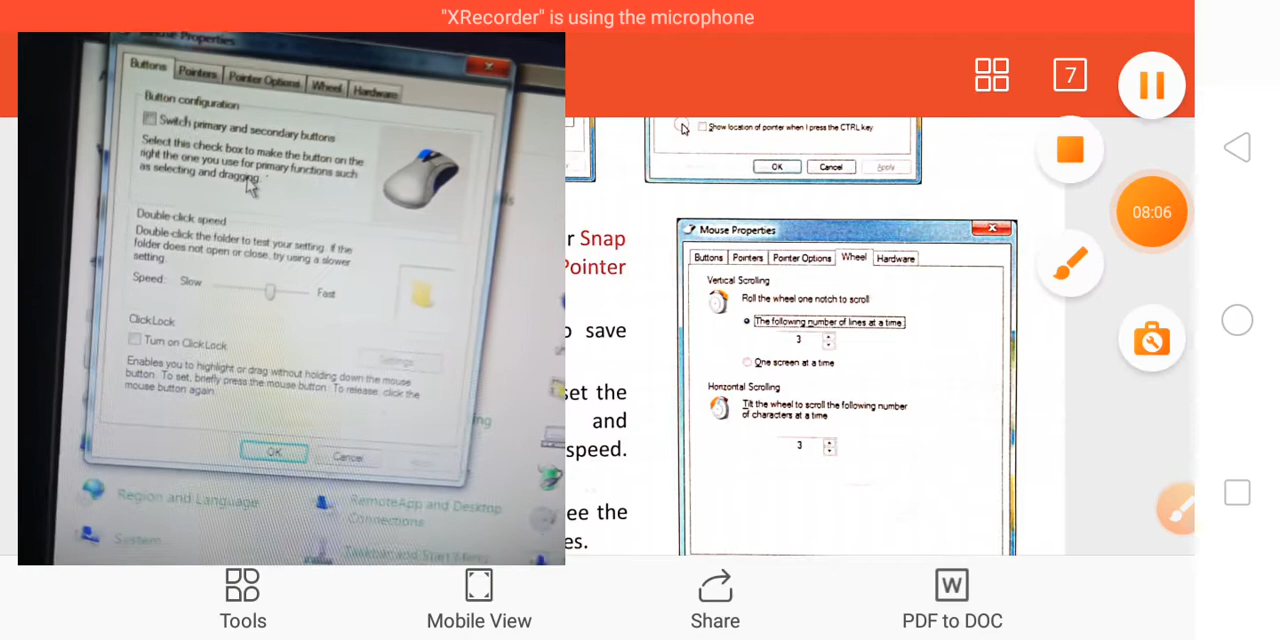 "XRecorder" is using the microphone
7
08:06
Mouse Properties
Buttons Pointers Pointer Options Wheel Hardware
Button configuration
Switch primary and secondary buttons
Select this check box to make the button on the
right the one you use for primary functions such
as selecting and dragging.
Double-click speed
Double-click the folder to test your setting. If the
folder does not open or close, try using a slower
setting.
Speed: Slow Fast
ClickLock
Turn on ClickLock
Settings
Enables you to highlight or drag without holding down the mouse
button. To set, briefly press the mouse button. To release, click the
mouse button again.
OK Cancel
Region and Language
RemoteApp and Desktop
Connections
System
Taskbar and Start Menu
Show location of pointer when I press the CTRL key
OK Cancel Apply
r Snap
Pointer
o save
set the
and
speed.
ee the
es.
Mouse Properties
Buttons Pointers Pointer Options Wheel Hardware
Vertical Scrolling
Roll the wheel one notch to scroll
The following number of lines at a time
3
One screen at a time
Horizontal Scrolling
Tilt the wheel to scroll the following number
of characters at a time
3
Tools
Mobile View
Share
W
PDF to DOC